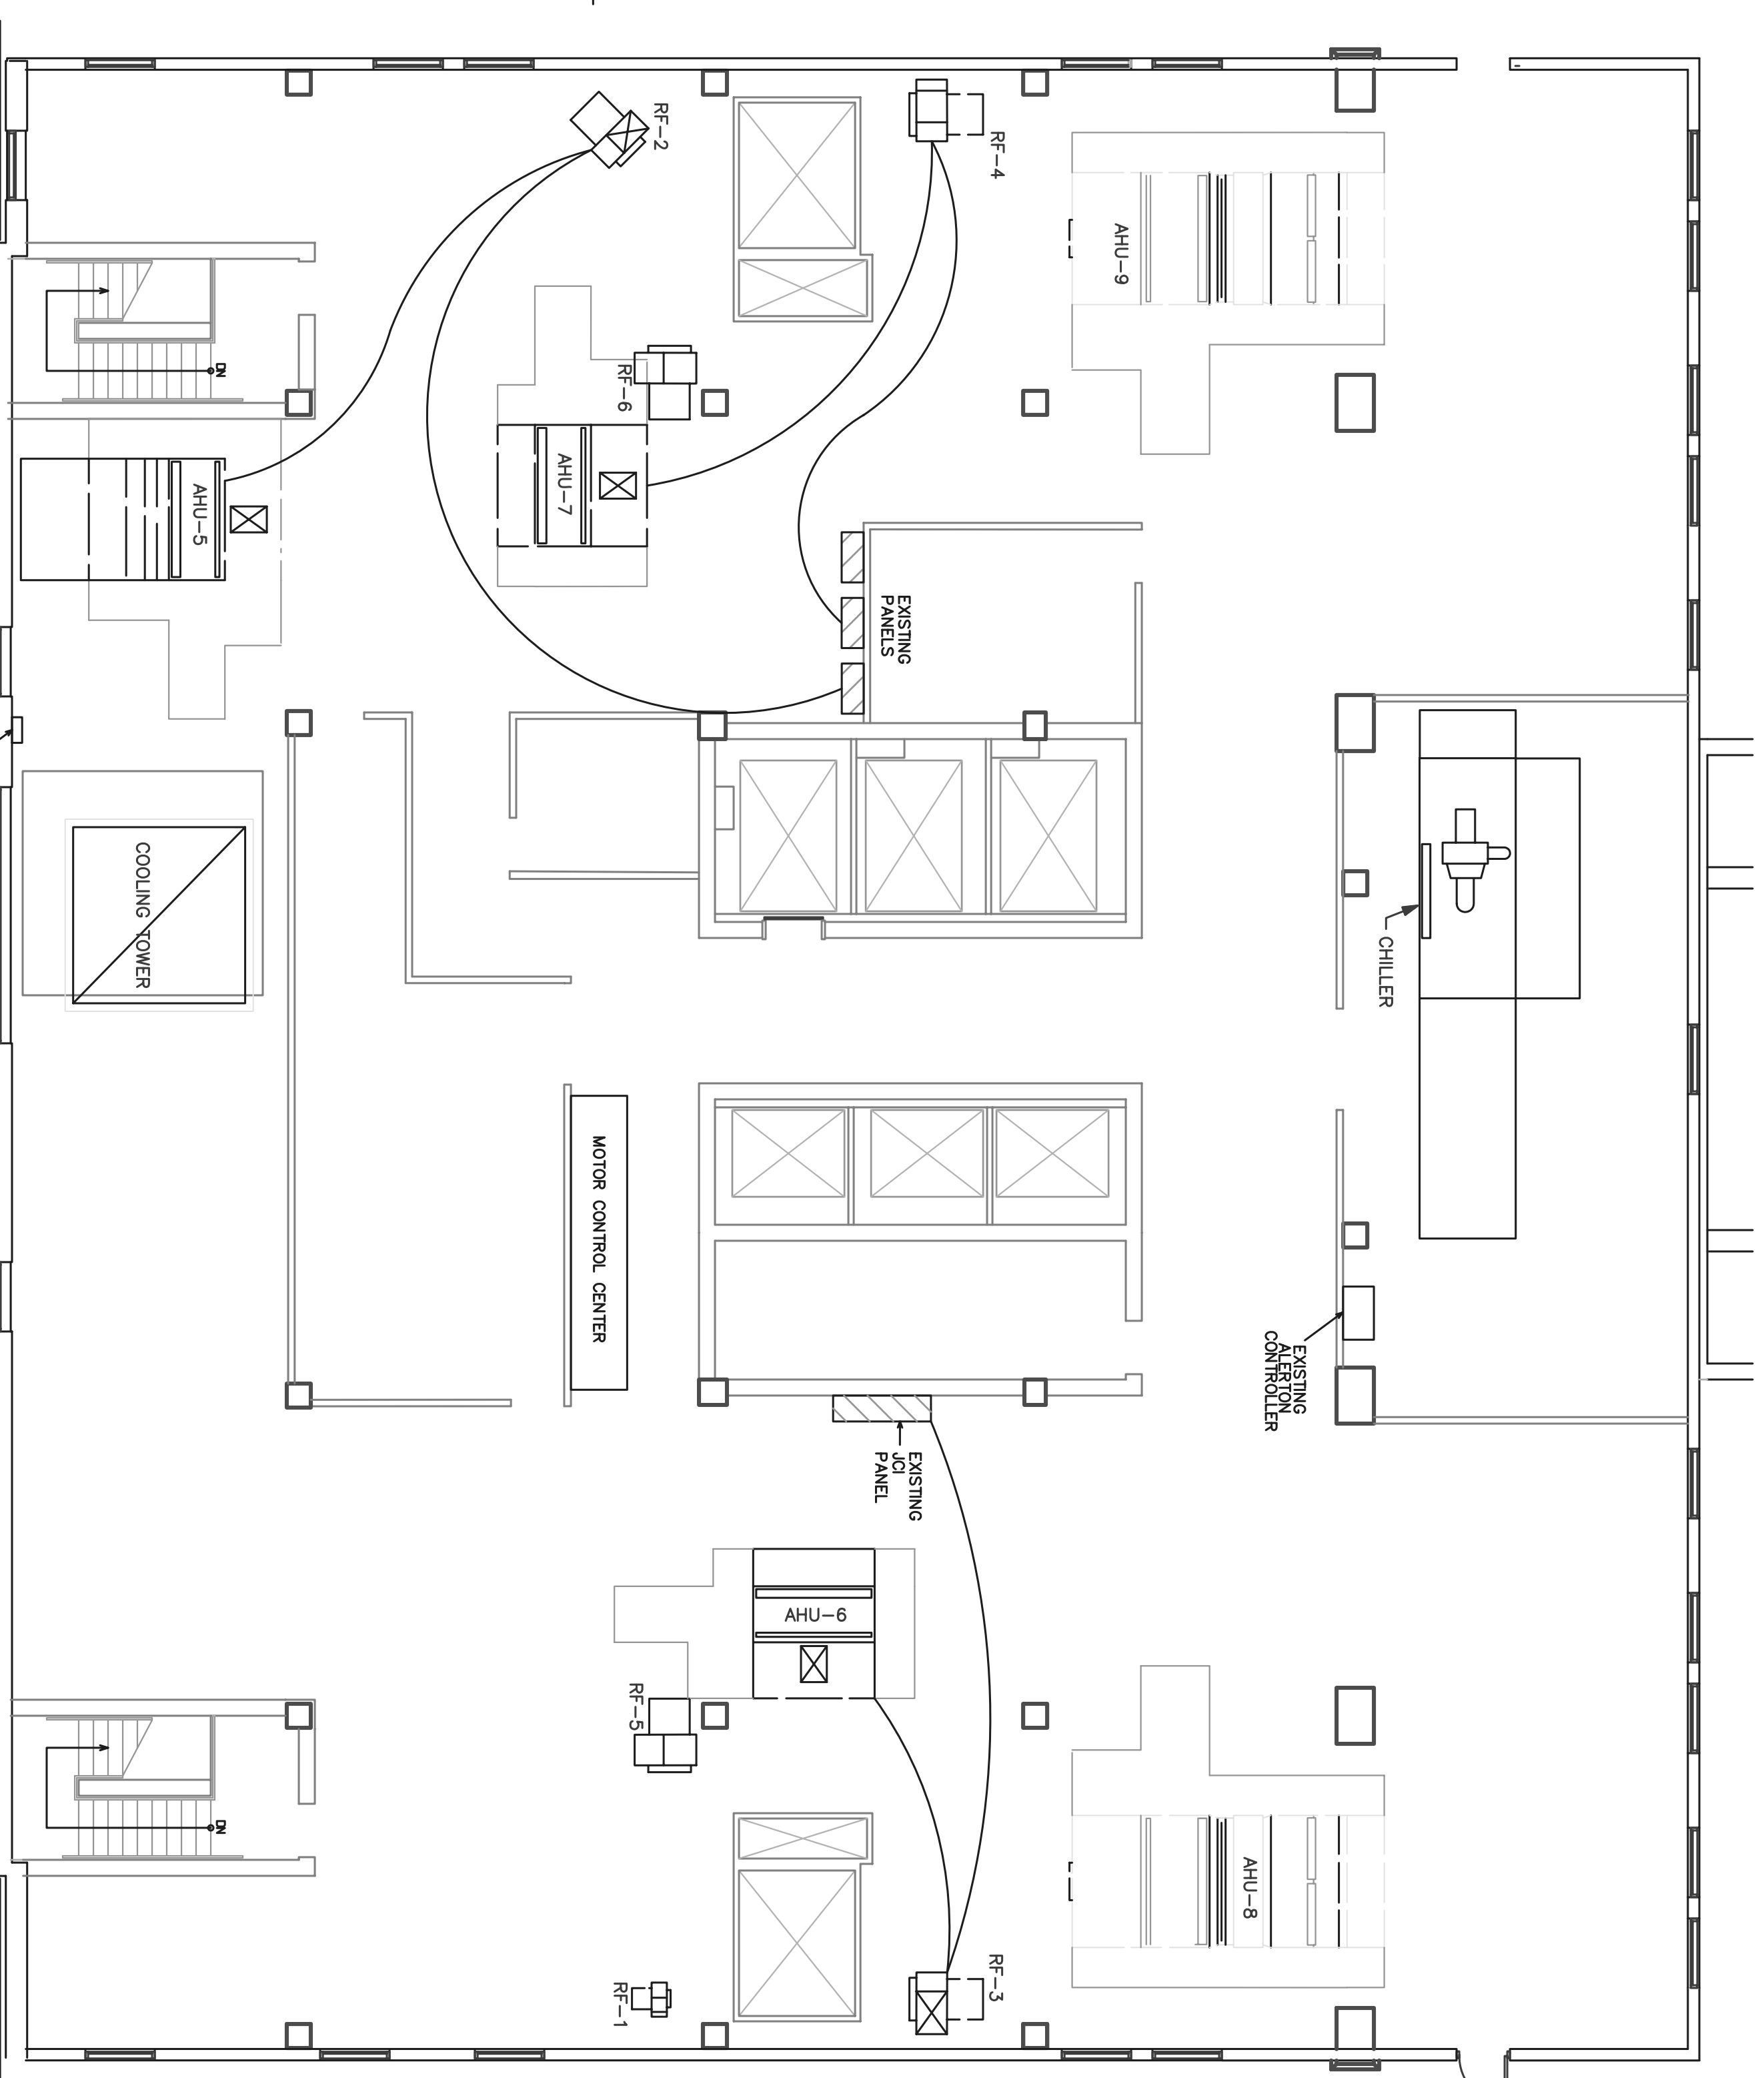 RF-2
RF-4
AHU-9
DN
RF-6
AHU-7
AHU-5
EXISTING
PANELS
COOLING TOWER
CHILLER
MOTOR CONTROL CENTER
EXISTING
ALERTON
CONTROLLER
EXISTING
JCI
PANEL
AHU-6
RF-5
DN
AHU-8
RF-3
RF-1